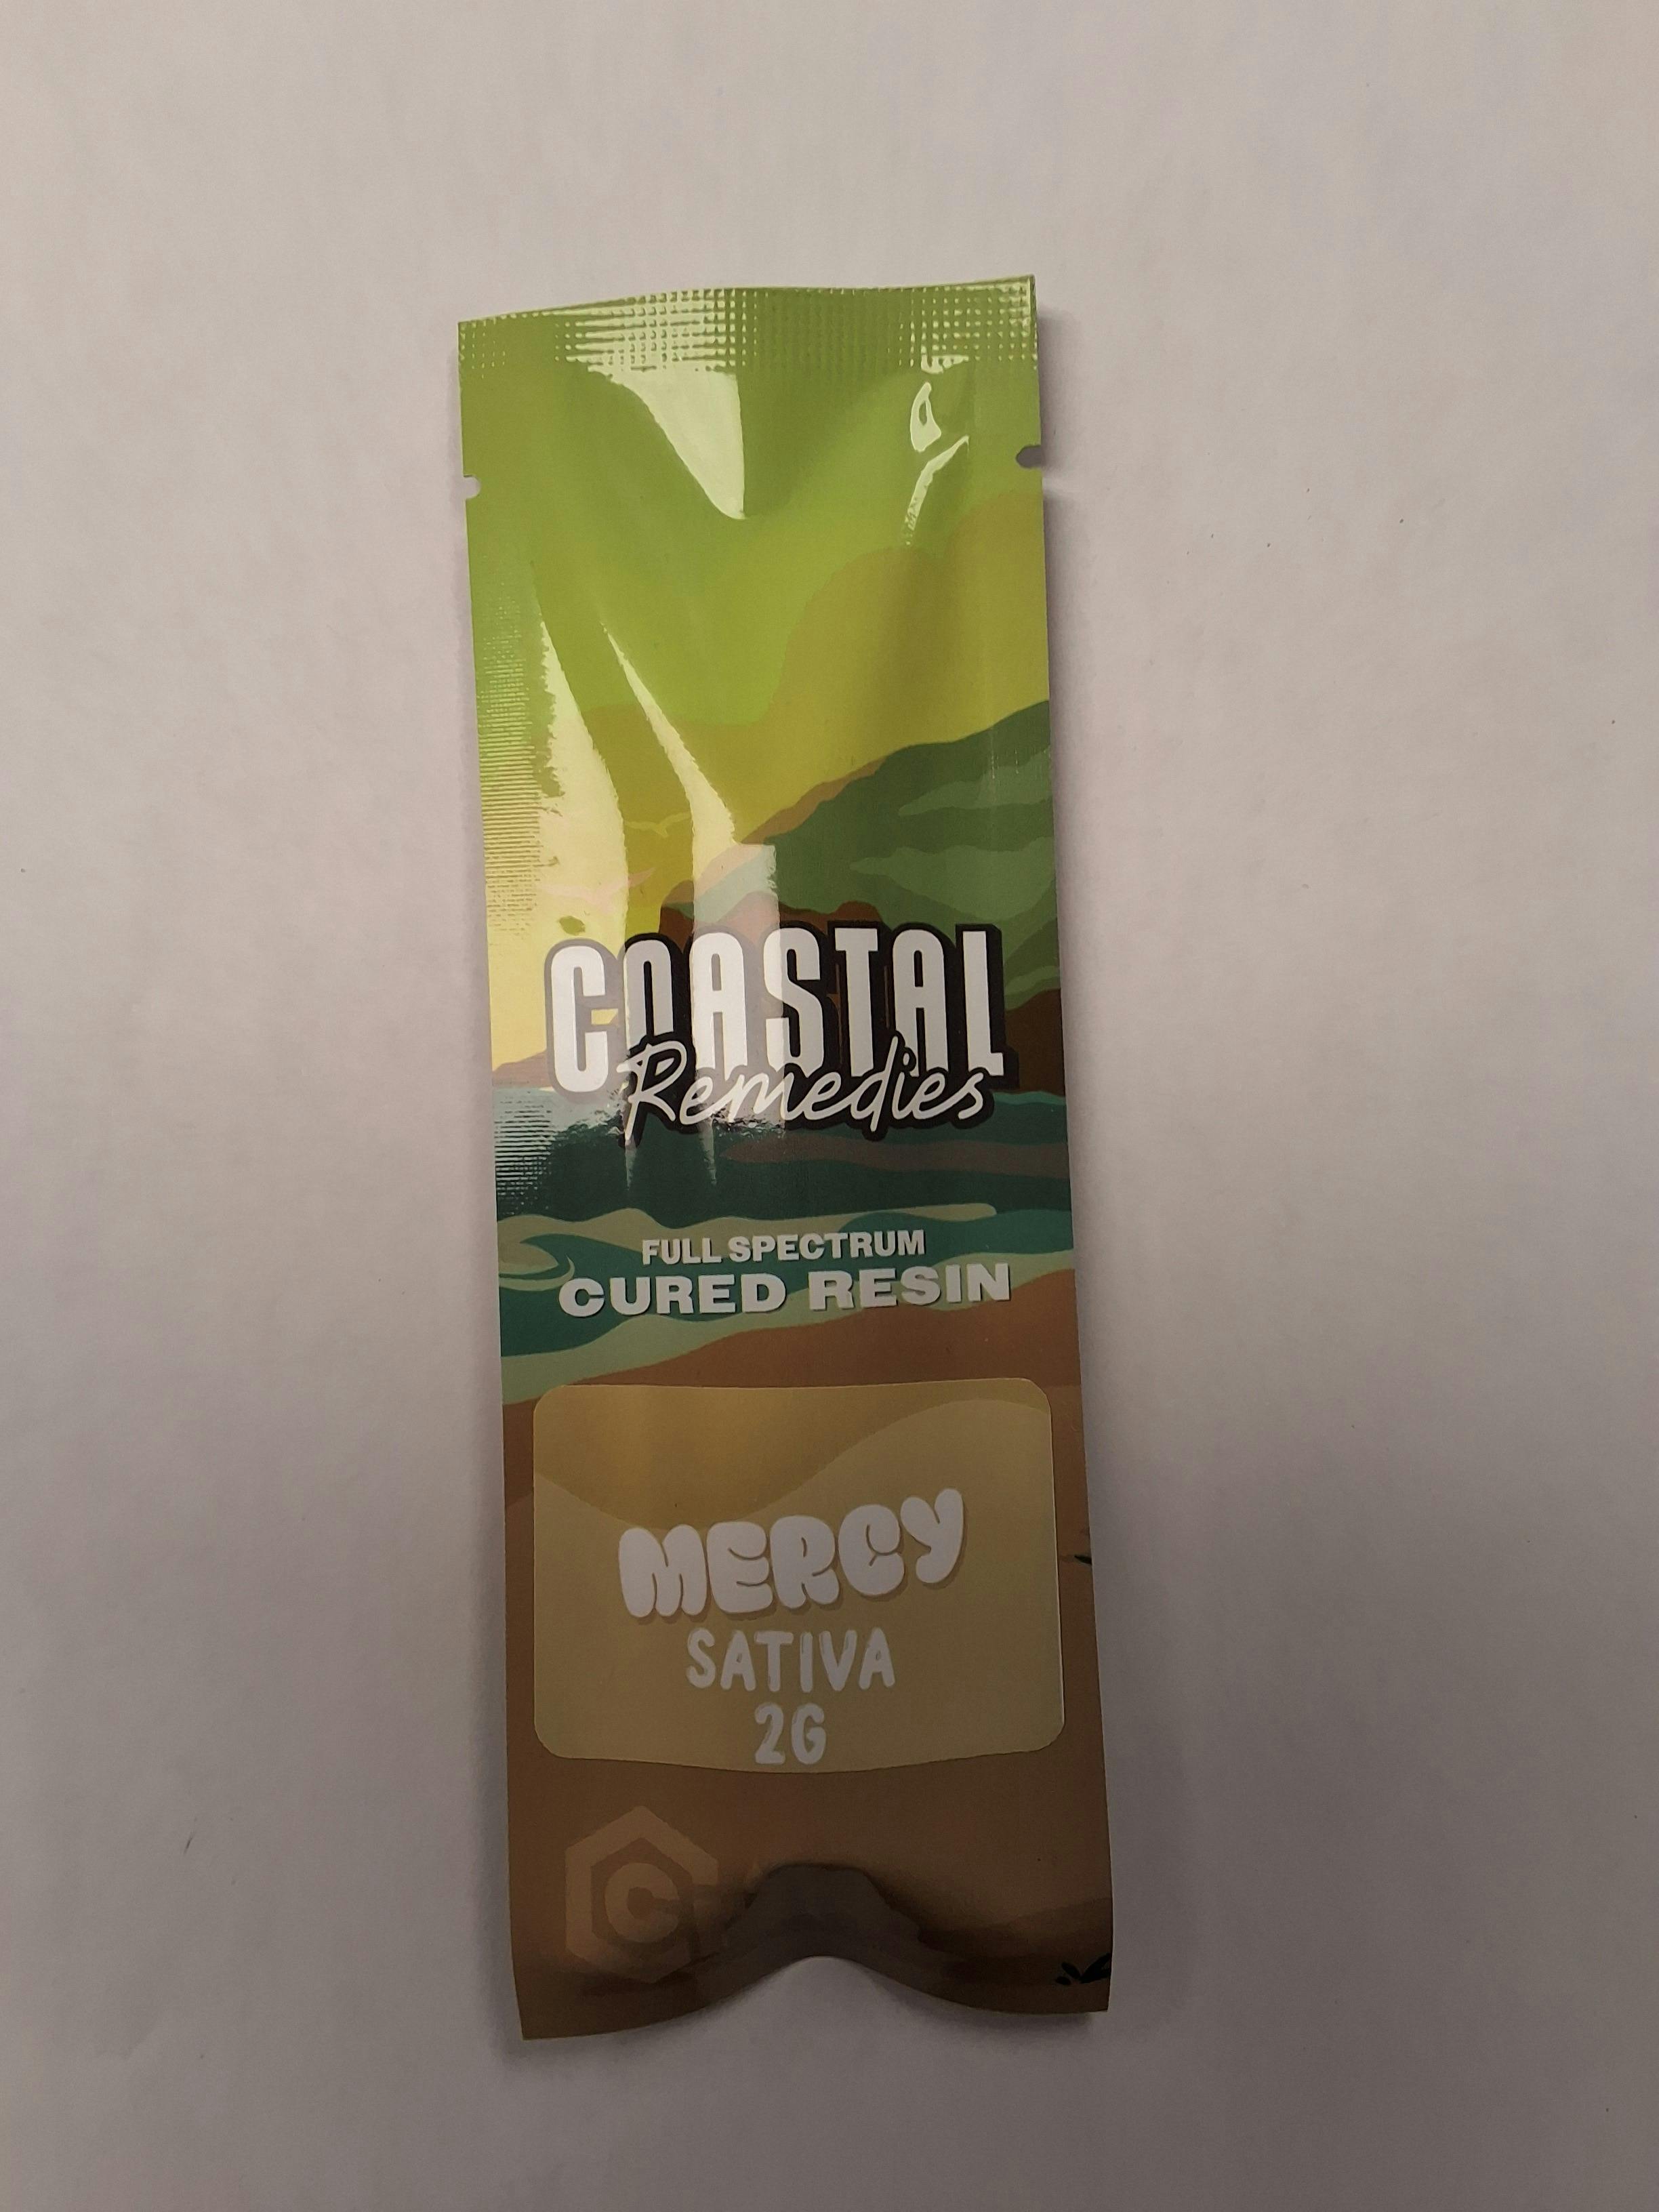 COASTAL
Remedies
FULL SPECTRUM
CURED RESIN
MERCY
SATIVA
2G
C